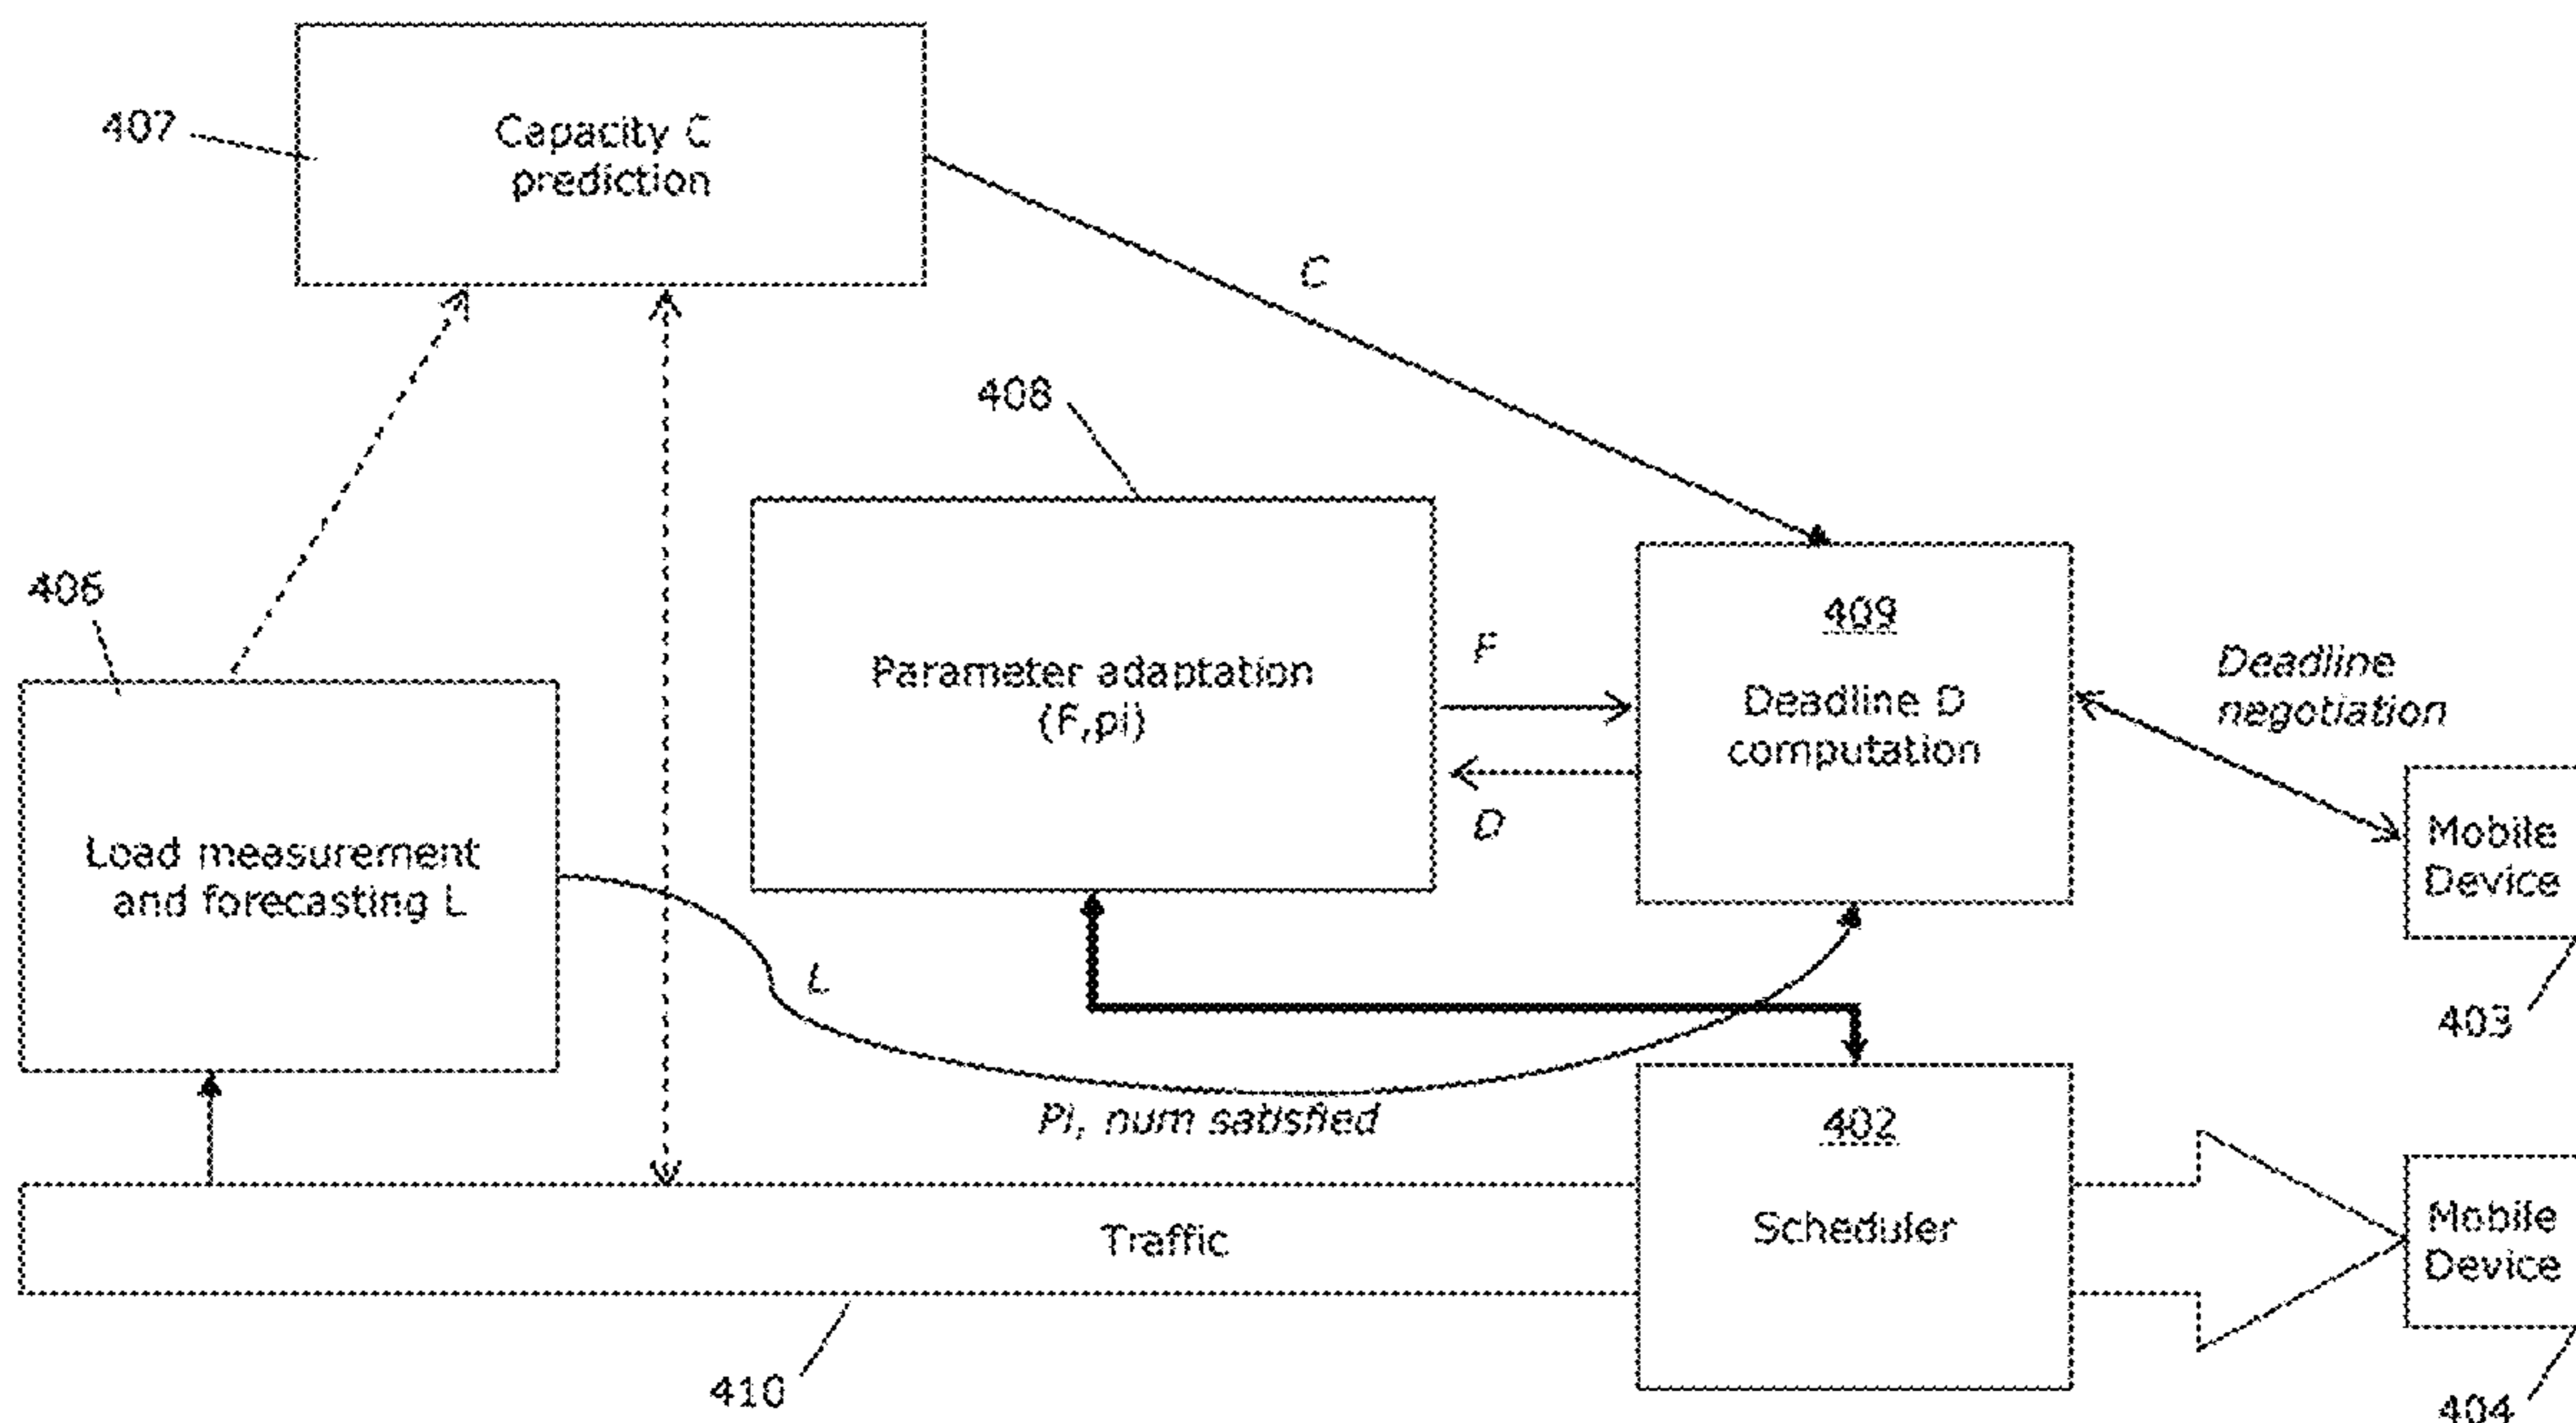 407
Capacity C
prediction
C
408
406
409
F
Parameter adaptation
(F,pi)
Deadline D
computation
Deadline
negotiation
D
Mobile
Device
Load measurement
and forecasting L
L
403
Pi, num satisfied
402
Scheduler
Traffic
Mobile
Device
410
404